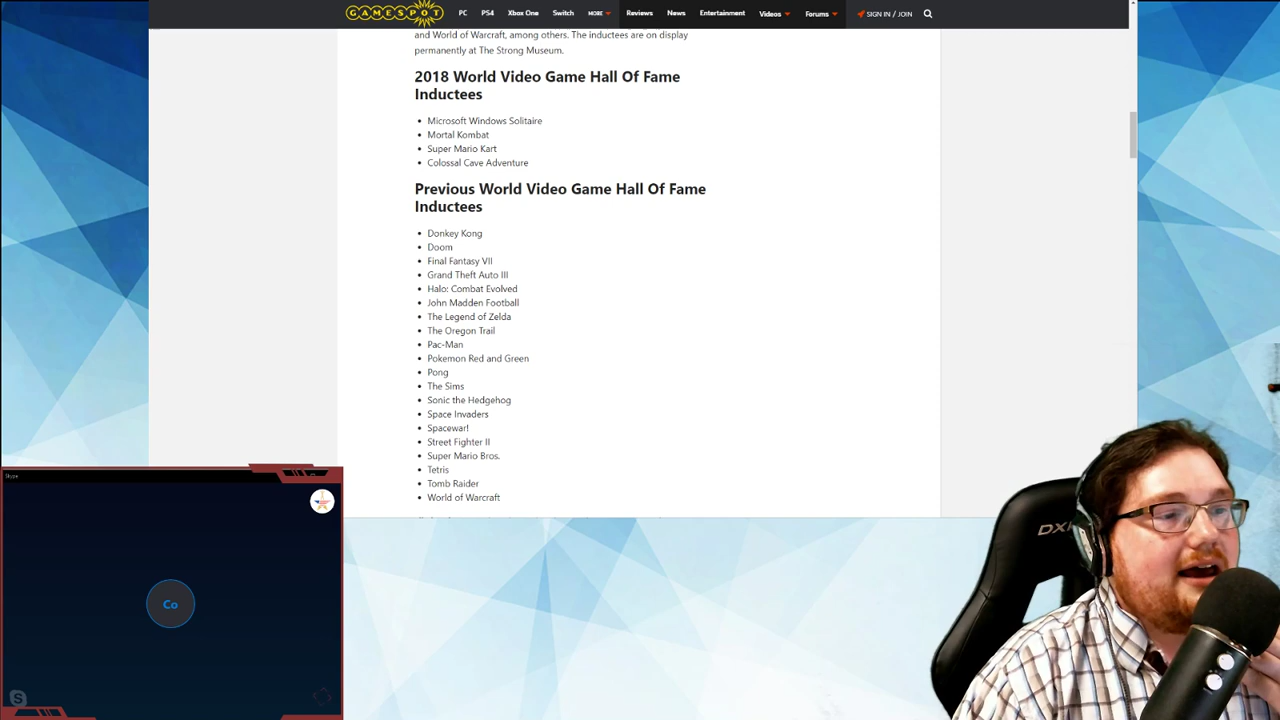 GAMESPOT PC PS4 Xbox One Switch MORE Reviews News Entertainment Videos Forums SIGN IN / JOIN
and World of Warcraft, among others. The inductees are on display
permanently at The Strong Museum.
2018 World Video Game Hall Of Fame
Inductees
• Microsoft Windows Solitaire
• Mortal Kombat
• Super Mario Kart
• Colossal Cave Adventure
Previous World Video Game Hall Of Fame
Inductees
• Donkey Kong
• Doom
• Final Fantasy VII
• Grand Theft Auto III
• Halo: Combat Evolved
• John Madden Football
• The Legend of Zelda
• The Oregon Trail
• Pac-Man
• Pokemon Red and Green
• Pong
• The Sims
• Sonic the Hedgehog
• Space Invaders
• Spacewar!
• Street Fighter II
• Super Mario Bros.
• Tetris
• Tomb Raider
• World of Warcraft
Skype
Co